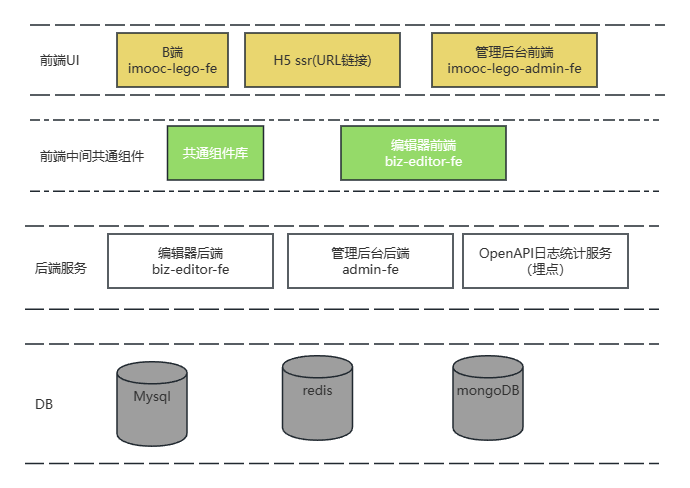 前端UI
B端
imooc-lego-fe
H5 ssr(URL链接)
管理后台前端
imooc-lego-admin-fe
前端中间共通组件
共通组件库
编辑器前端
biz-editor-fe
后端服务
编辑器后端
biz-editor-fe
管理后台后端
admin-fe
OpenAPI日志统计服务
（埋点）
DB
Mysql
redis
mongoDB